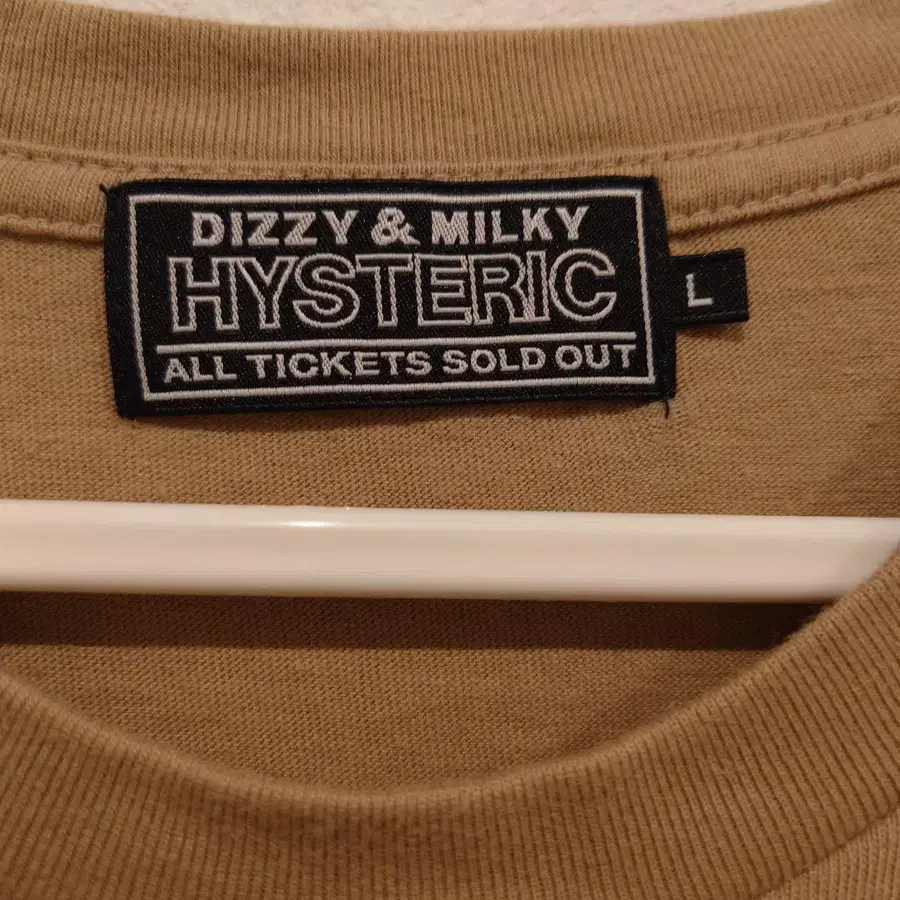 DIZZY & MILKY
HYSTERIC
ALL TICKETS SOLD OUT
L